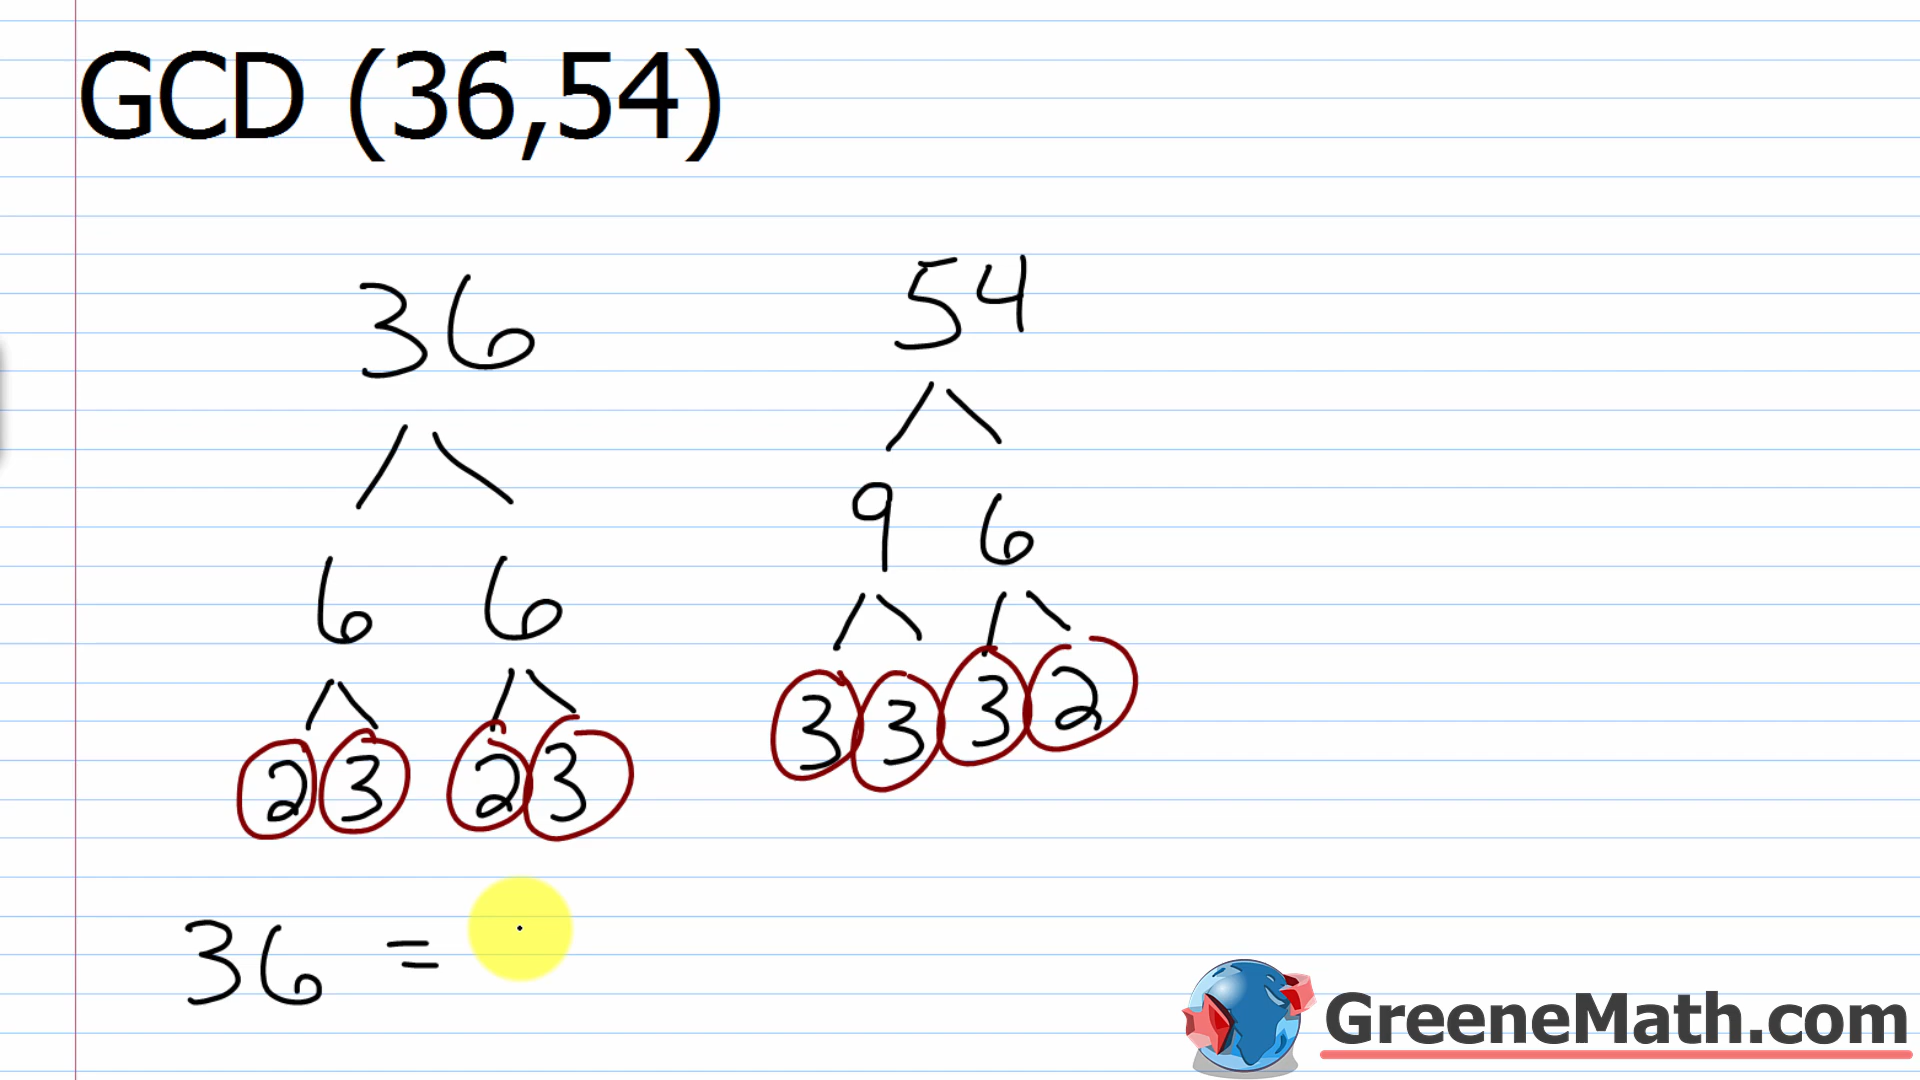 GCD (36,54)
36 54
9 6
6 6
3 3 3 2
2 3 2 3
36 =
GreeneMath.com